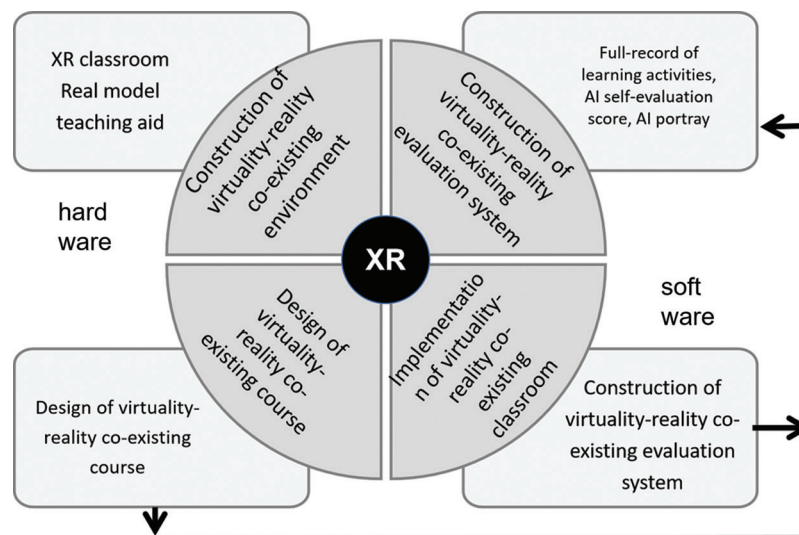 XR classroom
Real model
teaching aid
Full-record of
learning activities,
AI self-evaluation
score, AI portray
Construction of
virtuality-reality
co-existing
environment
Construction of
virtuality-reality
co-existing
evaluation system
hard
ware
XR
soft
ware
Design of
virtuality-
reality co-
existing course
Implementatio
n of virtuality-
reality co-
existing
classroom
Design of virtuality-
reality co-existing
course
Construction of
virtuality-reality co-
existing evaluation
system